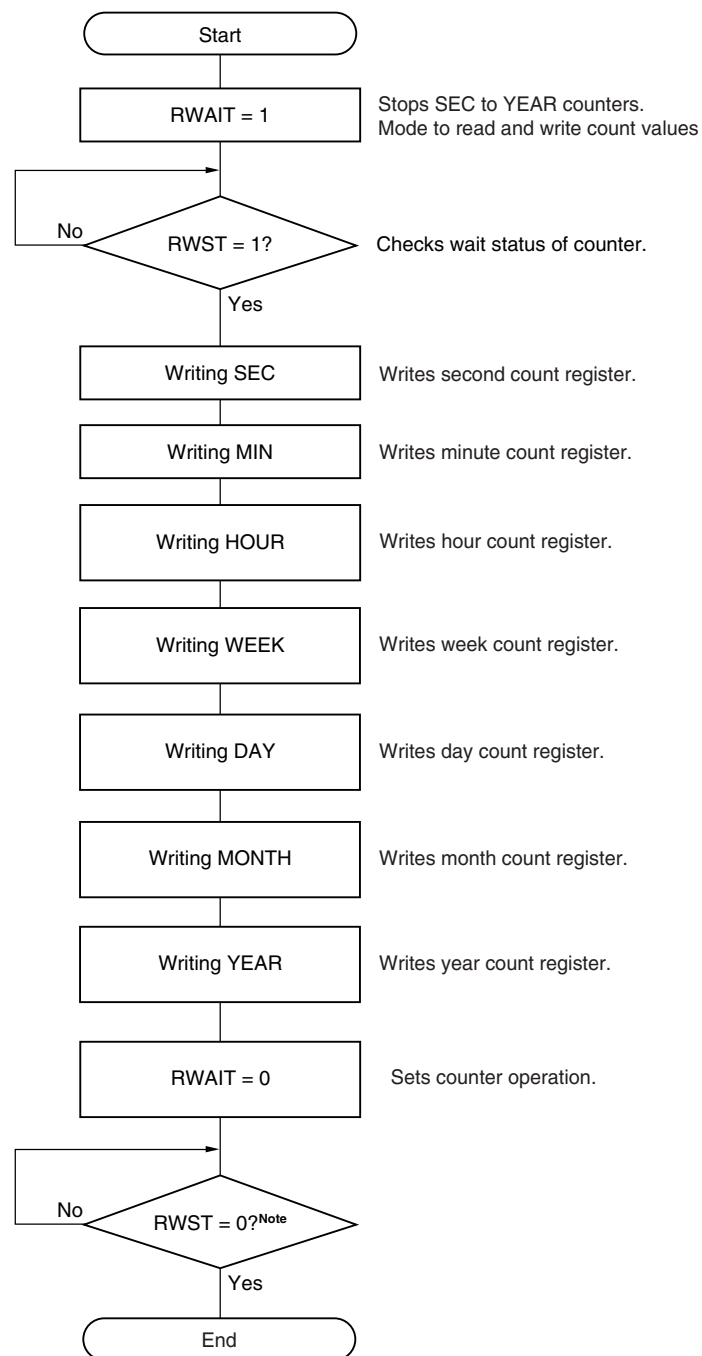 Start
RWAIT = 1
Stops SEC to YEAR counters.
Mode to read and write count values
No
RWST = 1?
Checks wait status of counter.
Yes
Writing SEC
Writes second count register.
Writing MIN
Writes minute count register.
Writing HOUR
Writes hour count register.
Writing WEEK
Writes week count register.
Writing DAY
Writes day count register.
Writing MONTH
Writes month count register.
Writing YEAR
Writes year count register.
RWAIT = 0
Sets counter operation.
No
RWST = 0?Note
Yes
End